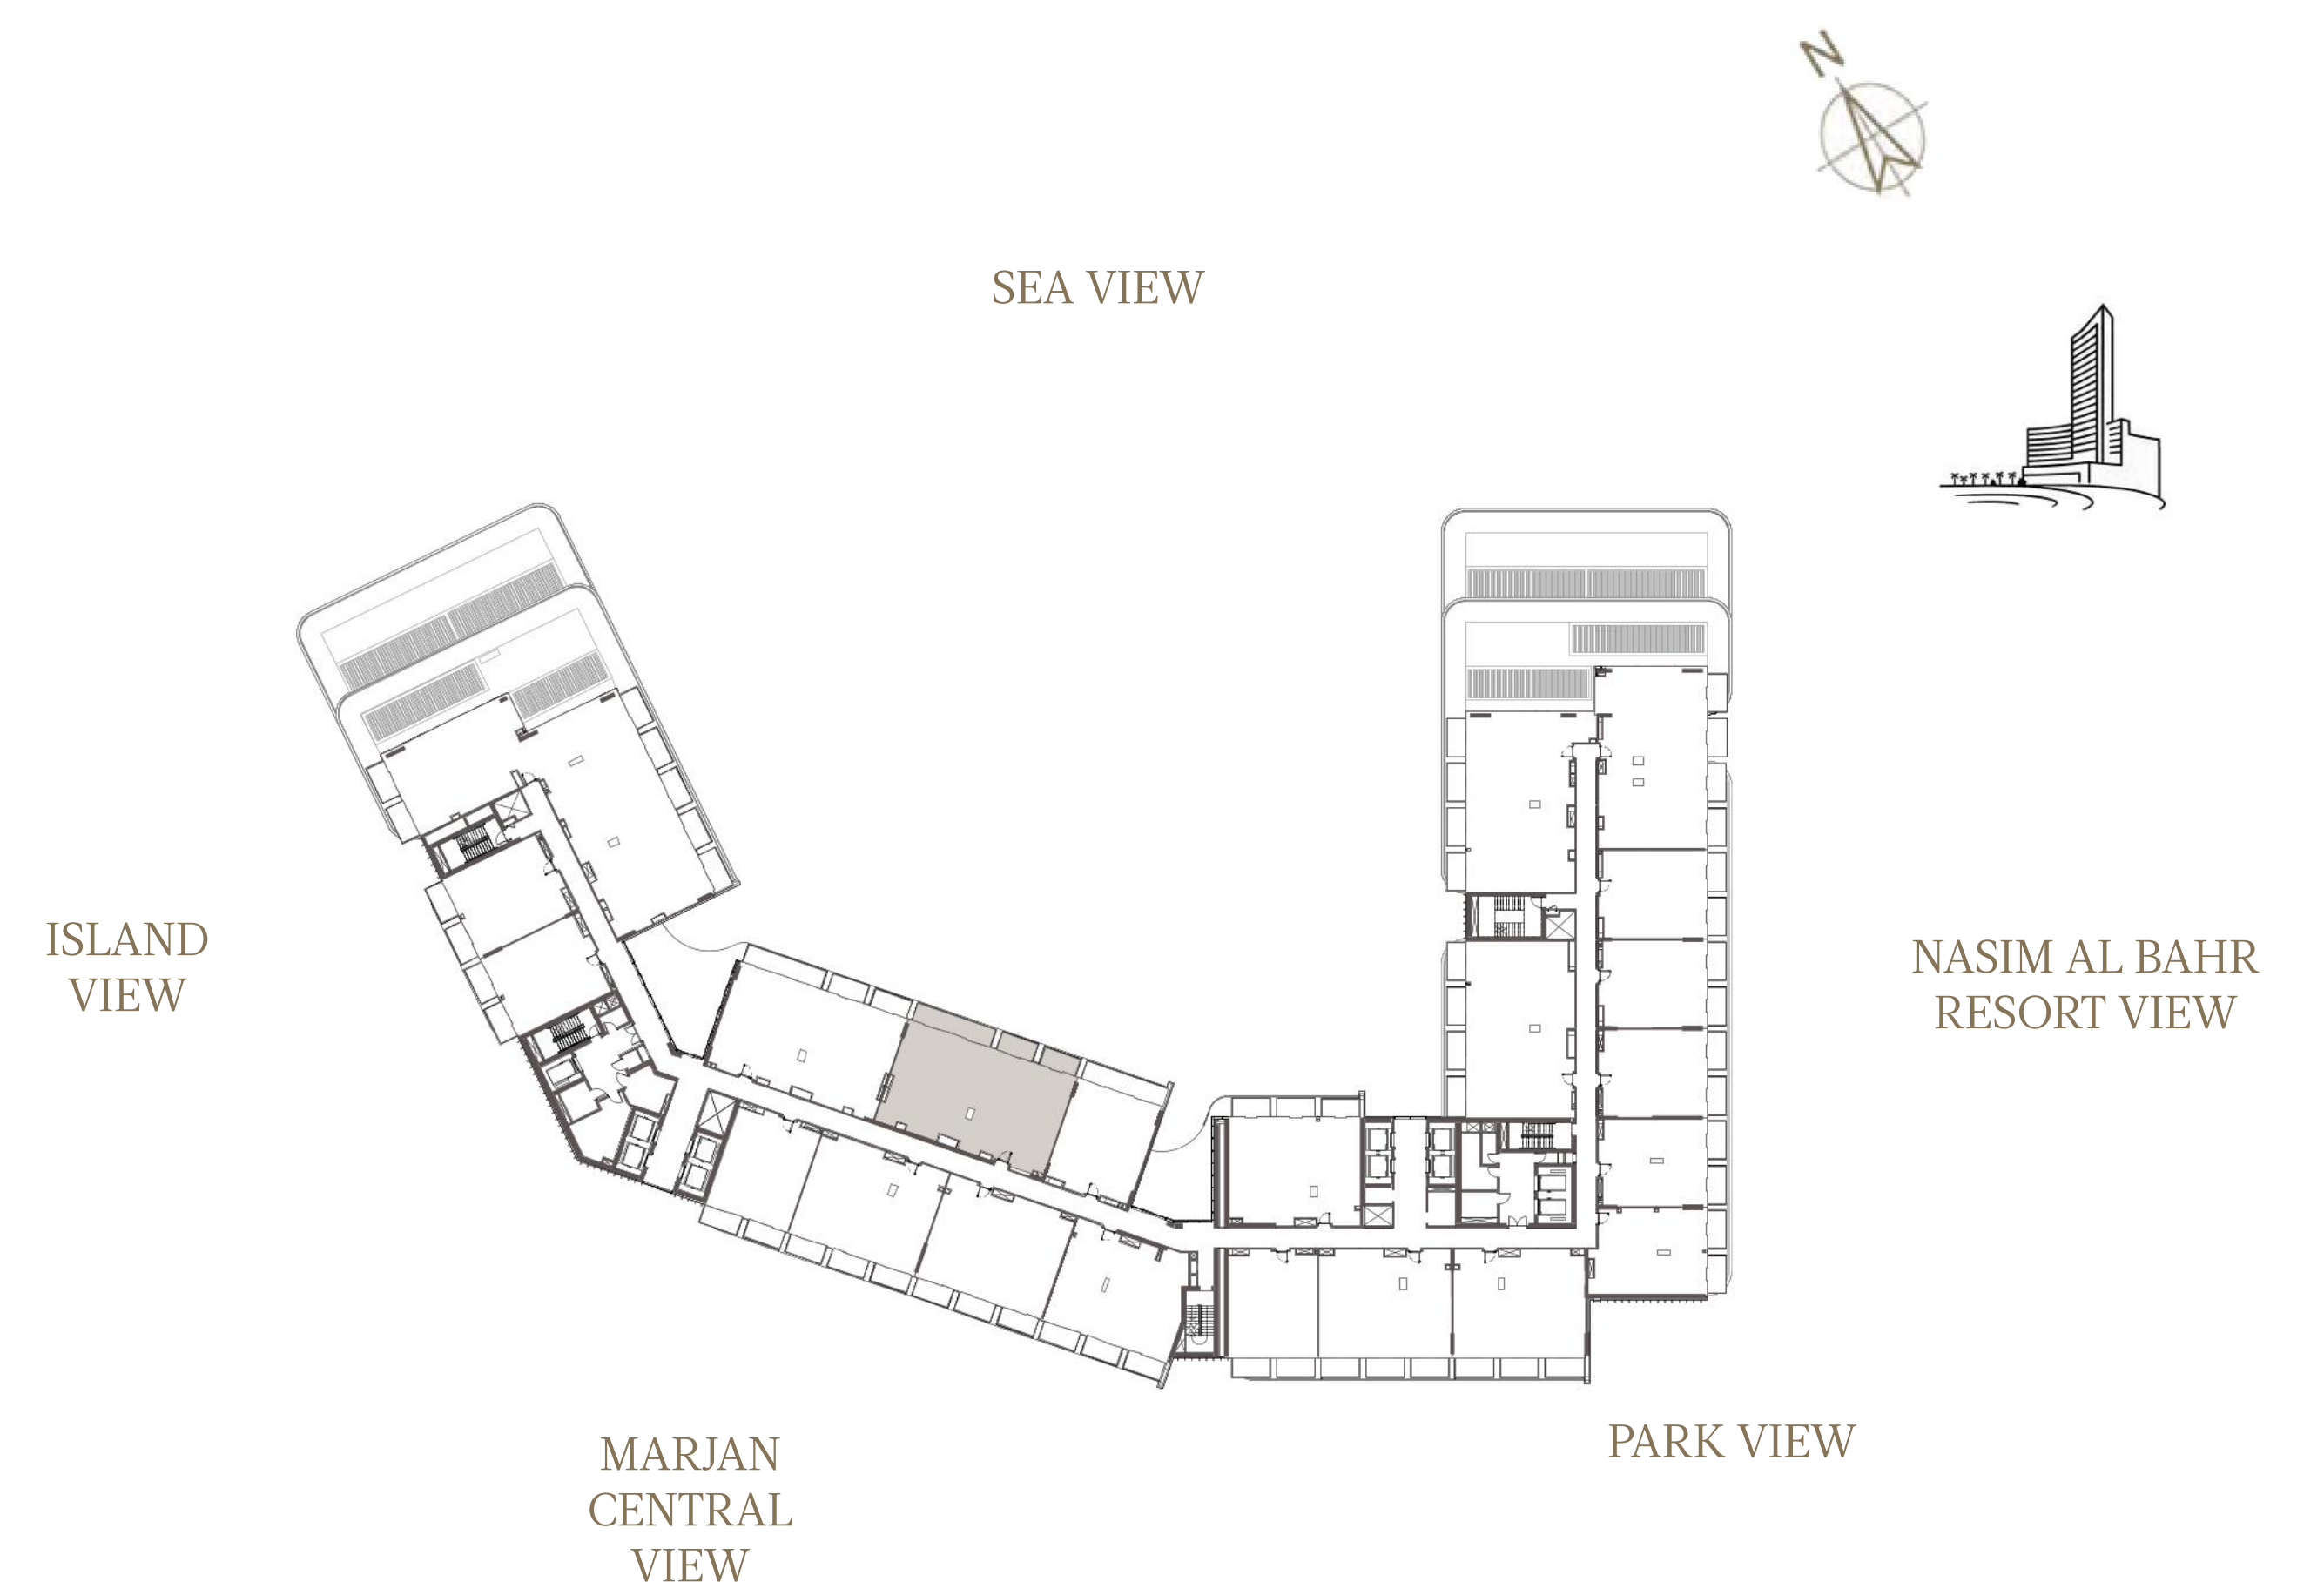 N
SEA VIEW
ISLAND
VIEW
NASIM AL BAHR
RESORT VIEW
MARJAN
CENTRAL
VIEW
PARK VIEW